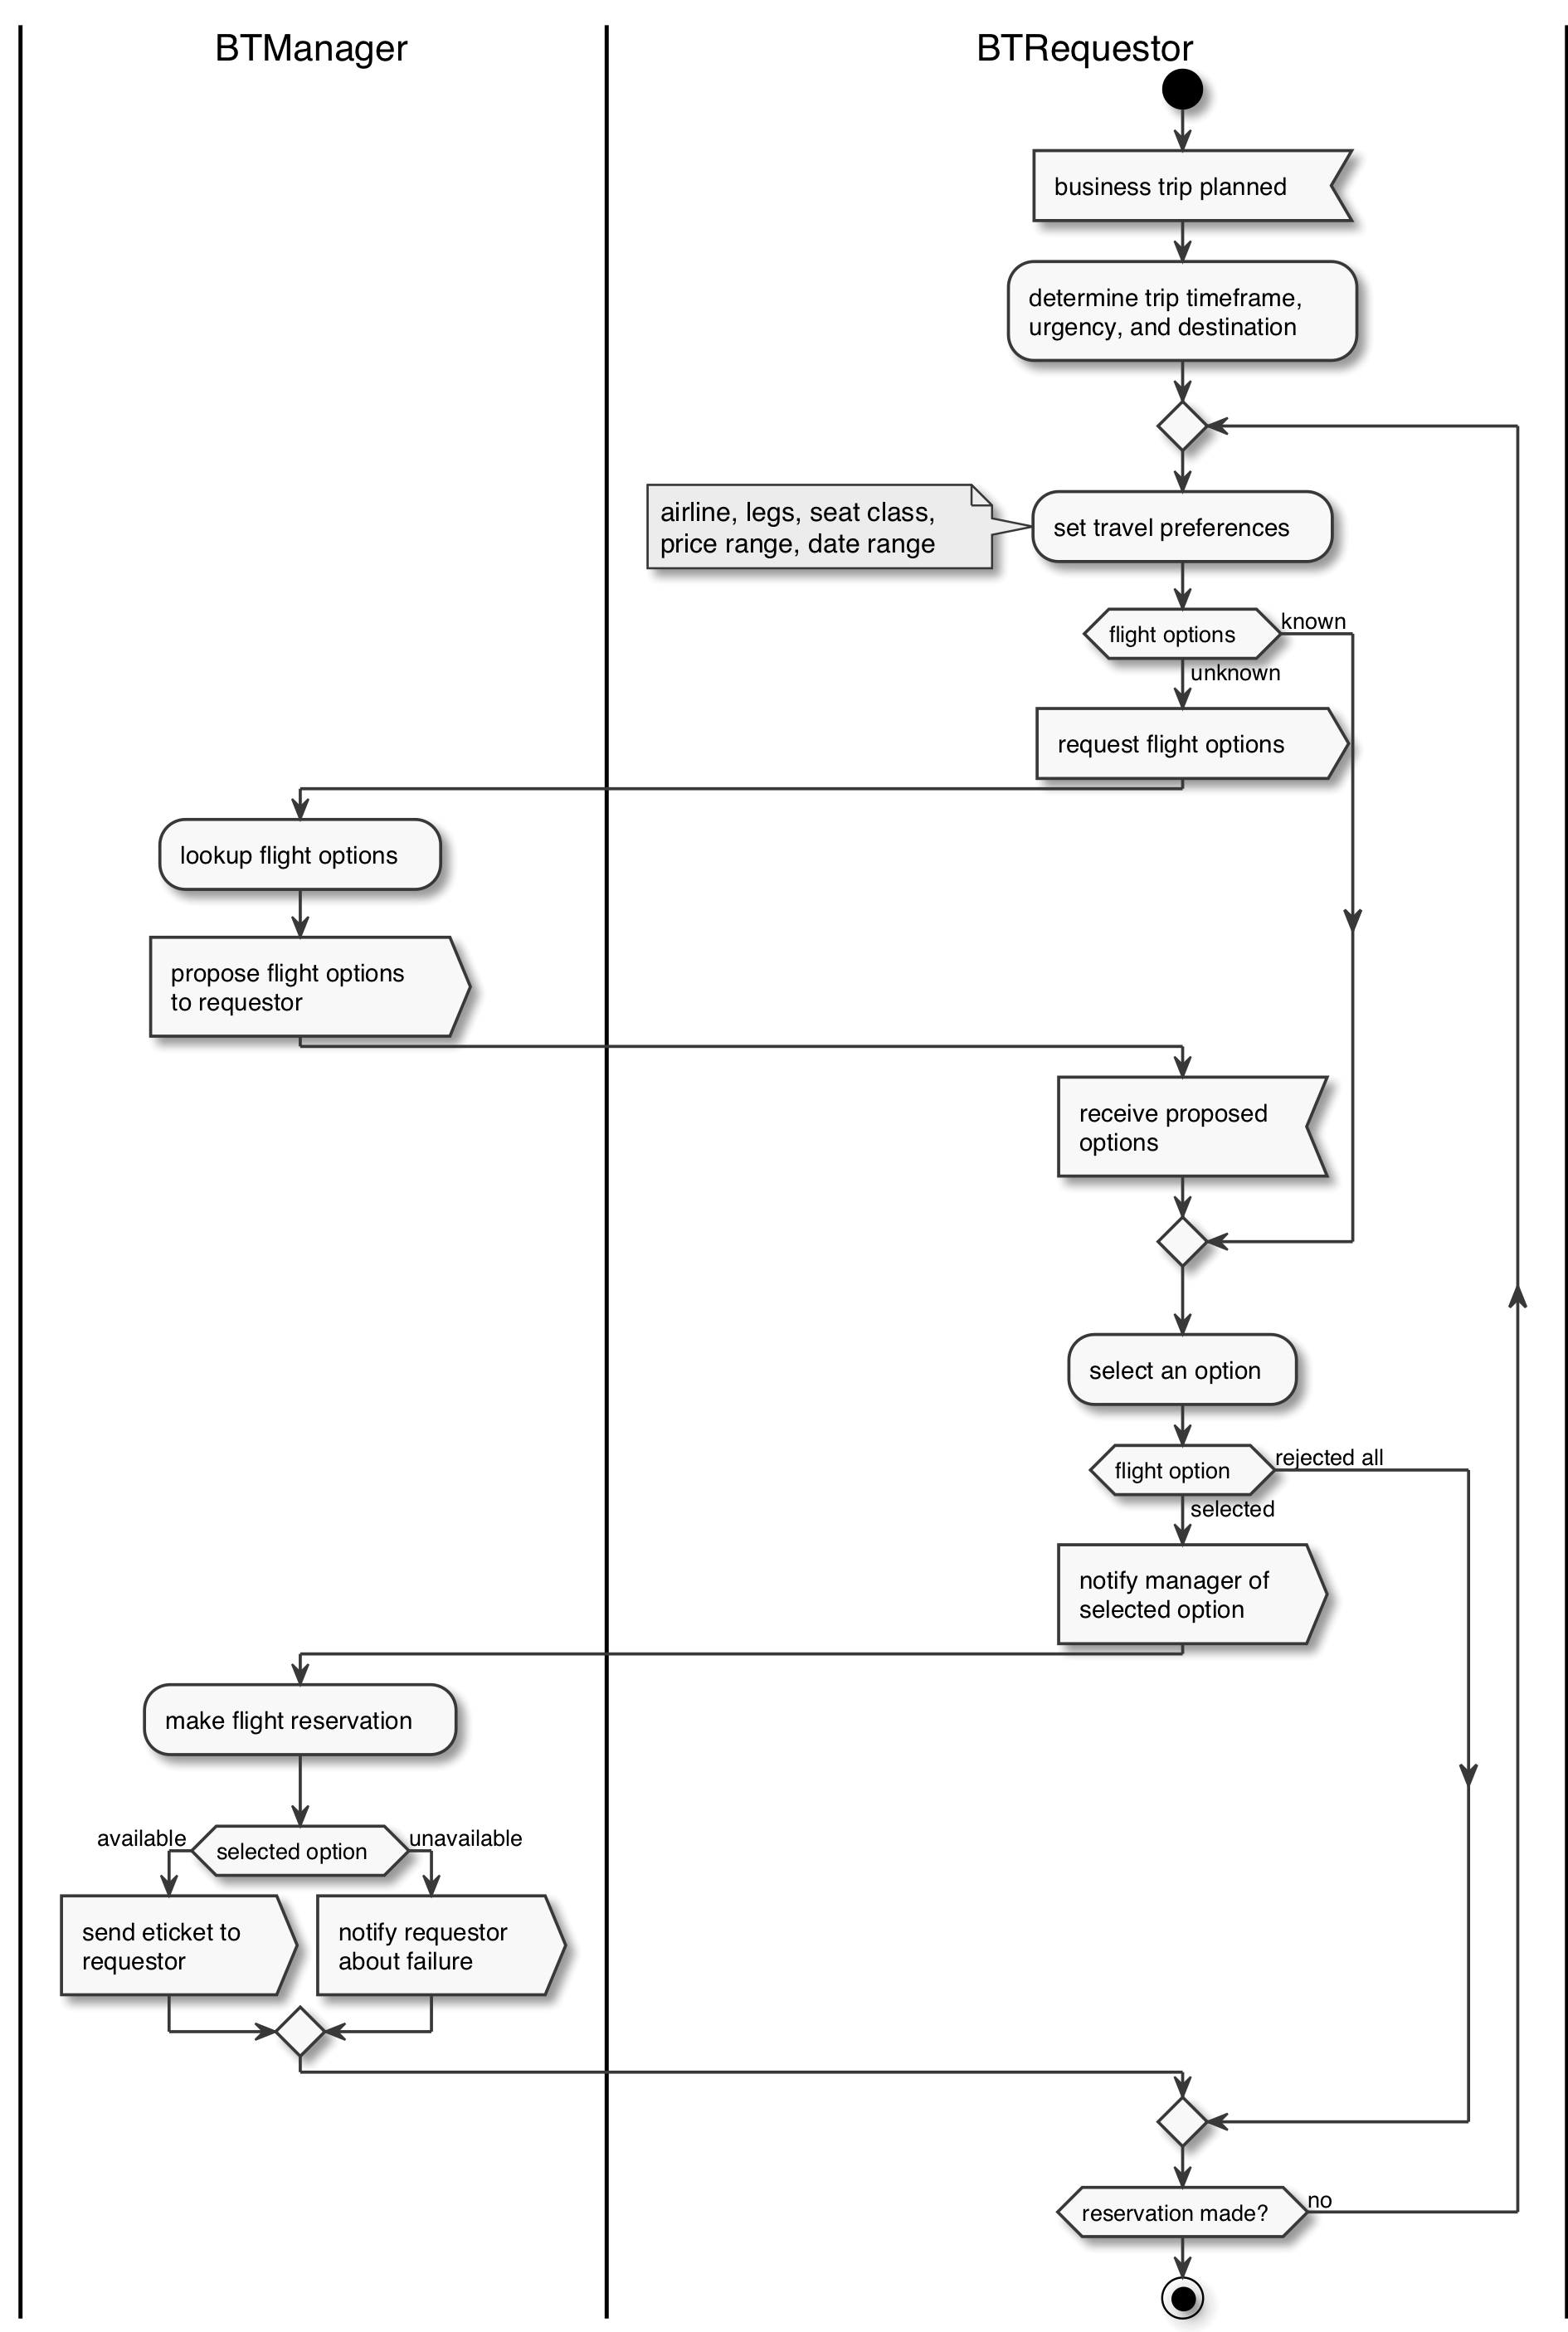 BTManager
BTRequestor
business trip planned
determine trip timeframe,
urgency, and destination
airline, legs, seat class,
price range, date range
set travel preferences
flight options
known
unknown
request flight options
lookup flight options
propose flight options
to requestor
receive proposed
options
select an option
flight option
rejected all
selected
notify manager of
selected option
make flight reservation
available
selected option
unavailable
send eticket to
requestor
notify requestor
about failure
reservation made?
no